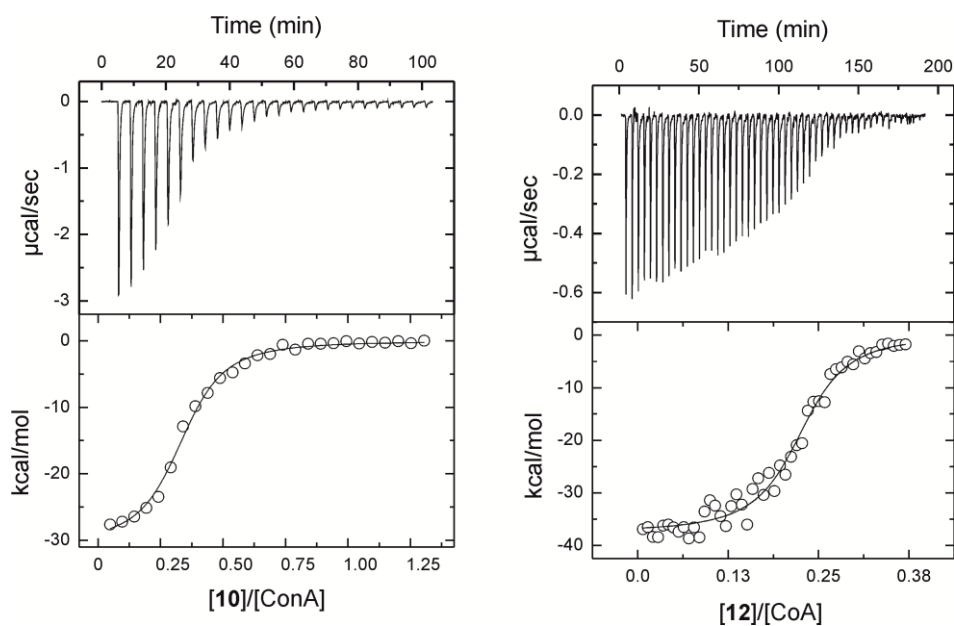 Time (min)
0 20 40 60 80 100
0
-1
-2
-3
µcal/sec
0
-10
-20
-30
kcal/mol
0.00 0.25 0.50 0.75 1.00 1.25
[10]/[ConA]
Time (min)
0 50 100 150 200
0.0
-0.2
-0.4
-0.6
µcal/sec
0
-10
-20
-30
-40
kcal/mol
0.0 0.13 0.25 0.38
[12]/[CoA]